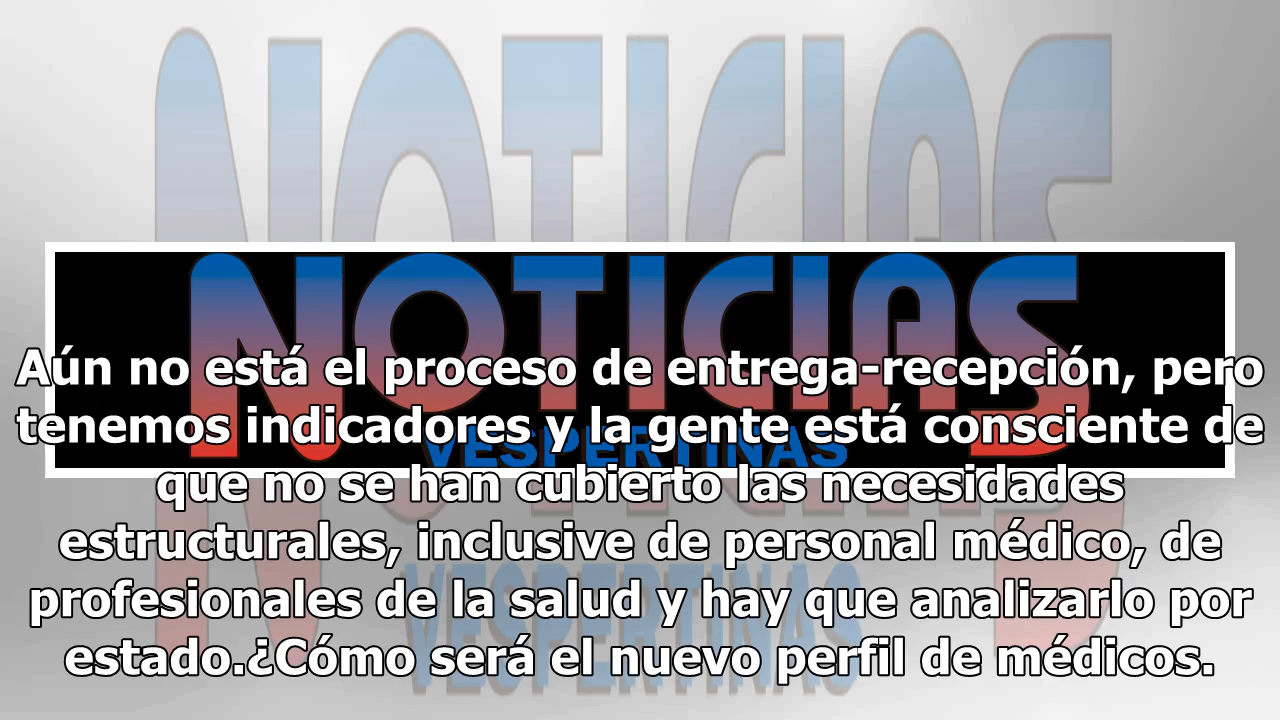 NOTICIAS
VESPERTINAS
Aún no está el proceso de entrega-recepción, pero
tenemos indicadores y la gente está consciente de
que no se han cubierto las necesidades
estructurales, inclusive de personal médico, de
profesionales de la salud y hay que analizarlo por
estado.¿Cómo será el nuevo perfil de médicos.